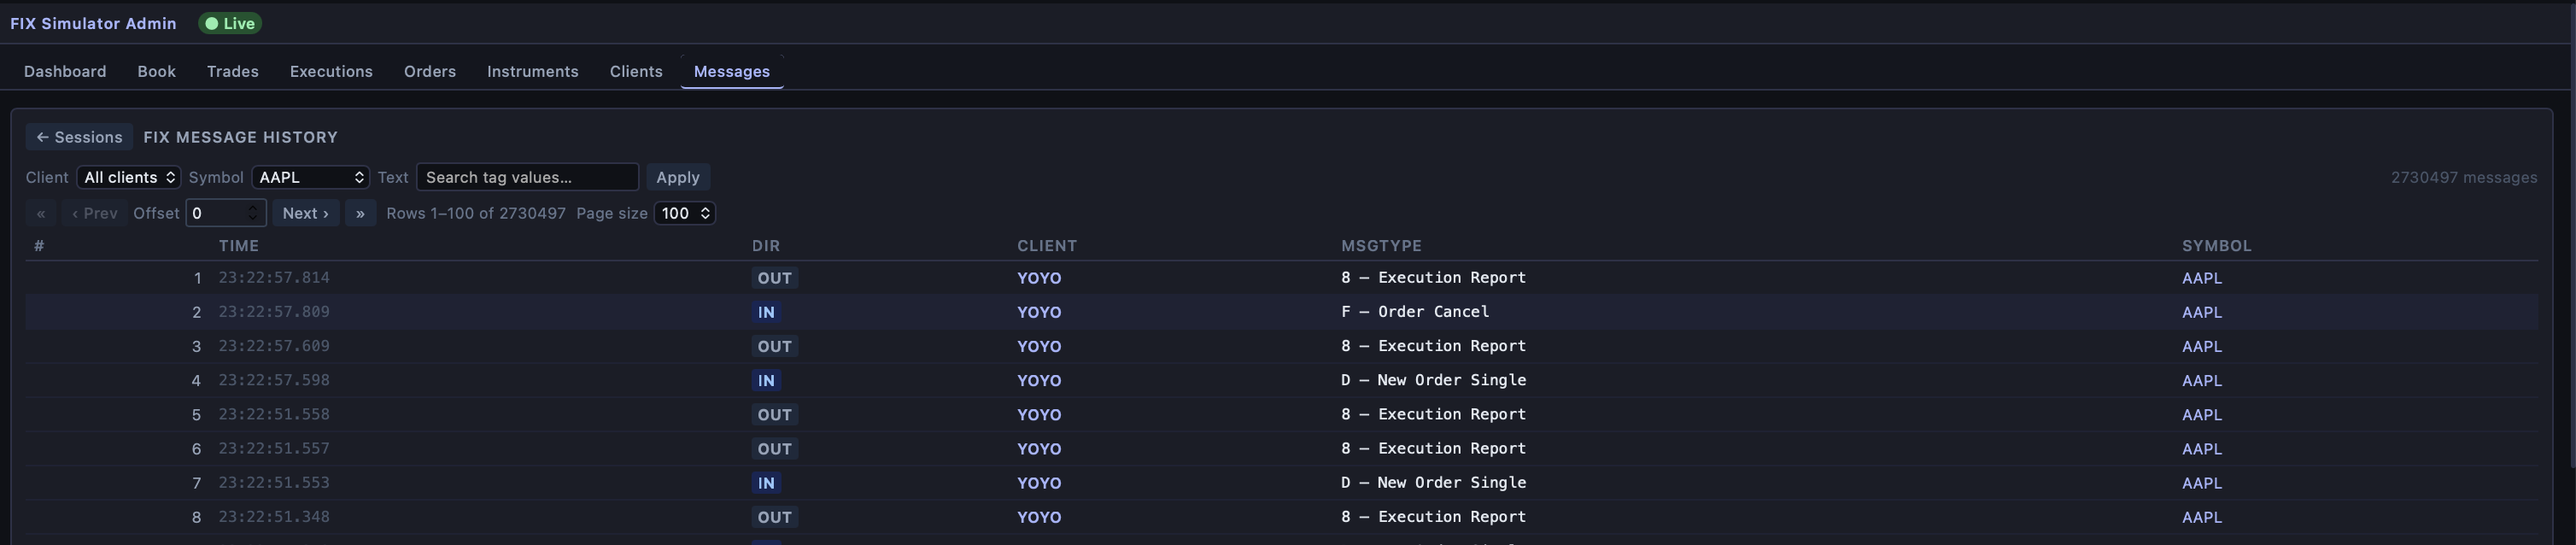 FIX Simulator Admin Live
Dashboard Book Trades Executions Orders Instruments Clients Messages
← Sessions FIX MESSAGE HISTORY
Client All clients Symbol AAPL Text Search tag values... Apply 2730497 messages
« ‹ Prev Offset 0 Next › » Rows 1–100 of 2730497 Page size 100
# TIME DIR CLIENT MSGTYPE SYMBOL
1 23:22:57.814 OUT YOYO 8 — Execution Report AAPL
2 23:22:57.809 IN YOYO F — Order Cancel AAPL
3 23:22:57.609 OUT YOYO 8 — Execution Report AAPL
4 23:22:57.598 IN YOYO D — New Order Single AAPL
5 23:22:51.558 OUT YOYO 8 — Execution Report AAPL
6 23:22:51.557 OUT YOYO 8 — Execution Report AAPL
7 23:22:51.553 IN YOYO D — New Order Single AAPL
8 23:22:51.348 OUT YOYO 8 — Execution Report AAPL